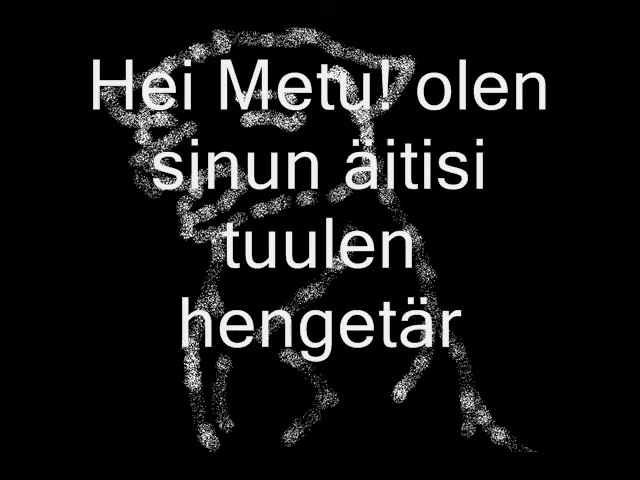 Hei Metu! olen
sinun äitisi
tuulen
hengetär